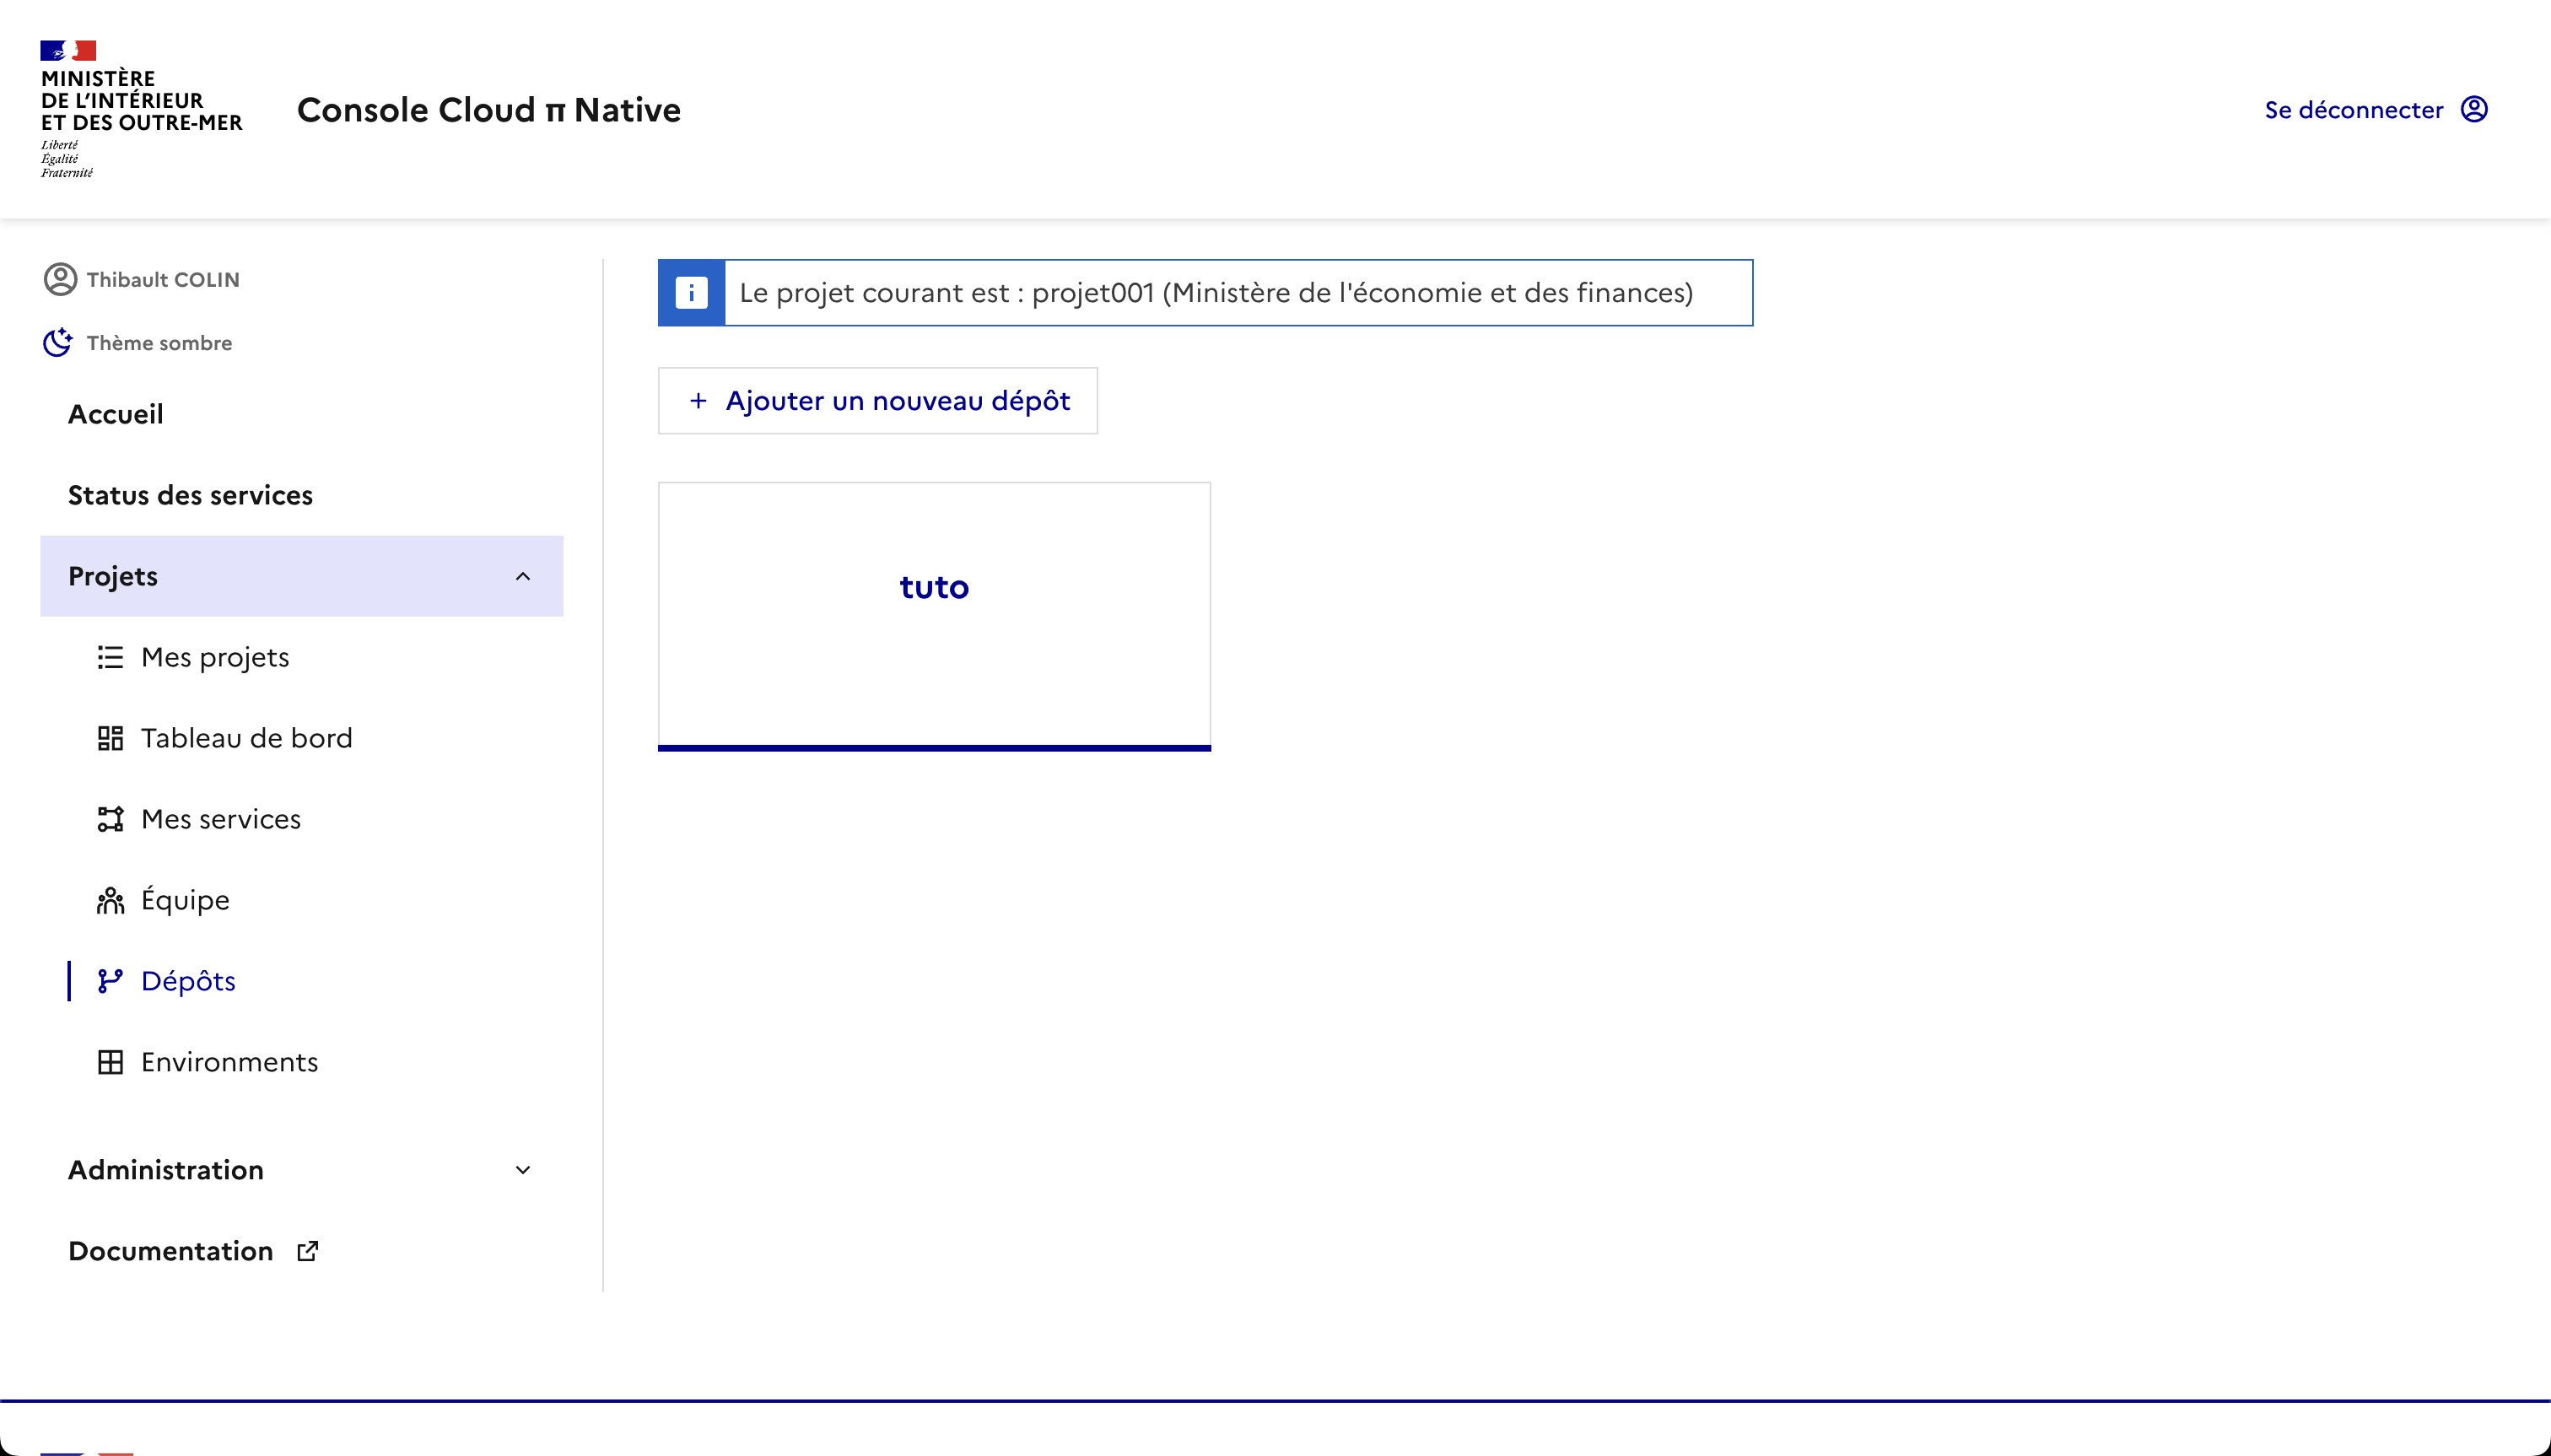 MINISTÈRE
DE L'INTÉRIEUR
ET DES OUTRE-MER
Liberté
Égalité
Fraternité
Console Cloud π Native
Se déconnecter
Thibault COLIN
Thème sombre
Accueil
Status des services
Projets
Mes projets
Tableau de bord
Mes services
Équipe
Dépôts
Environments
Administration
Documentation
Le projet courant est : projet001 (Ministère de l'économie et des finances)
+ Ajouter un nouveau dépôt
tuto